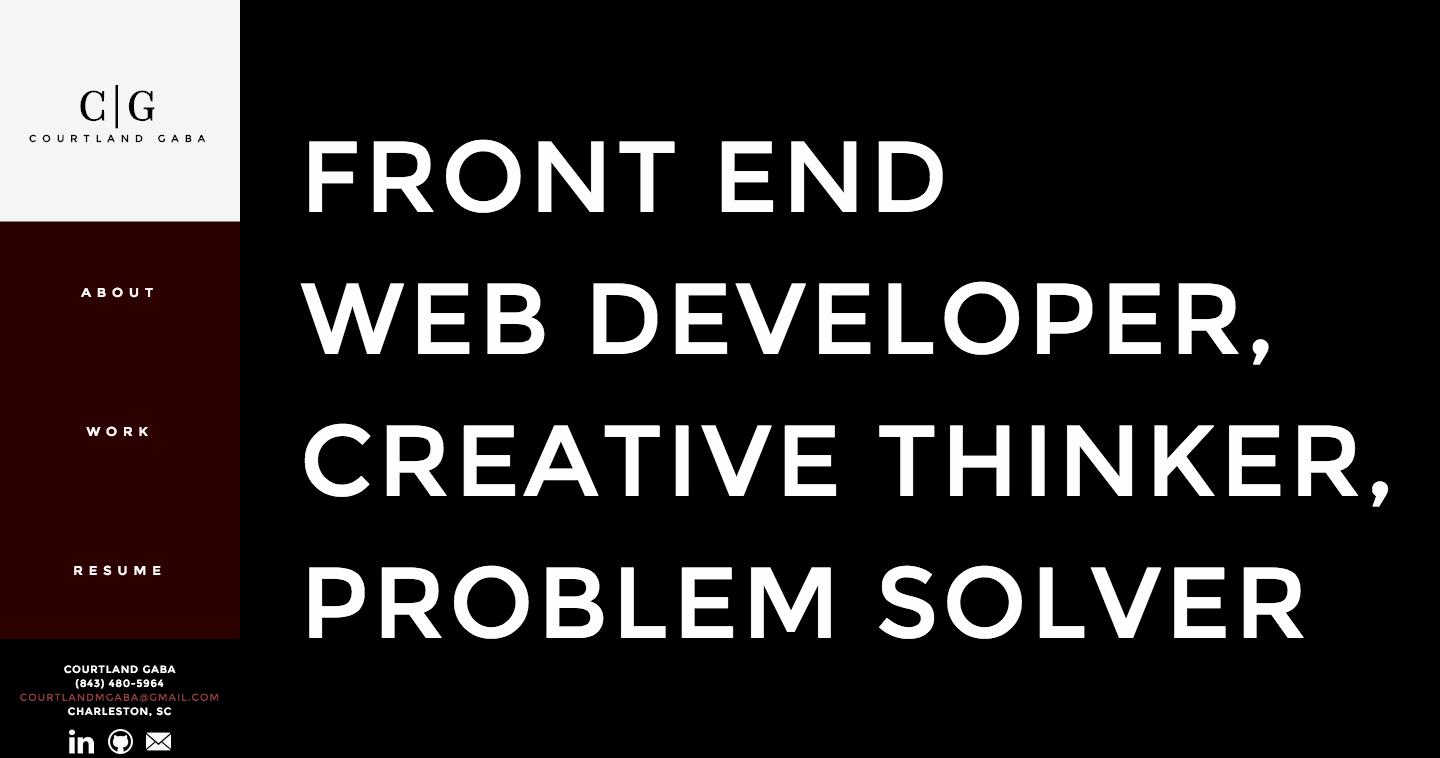 C|G
COURTLAND GABA
ABOUT
WORK
RESUME
COURTLAND GABA
(843) 480-5964
COURTLANDMGABA@GMAIL.COM
CHARLESTON, SC
in
FRONT END
WEB DEVELOPER,
CREATIVE THINKER,
PROBLEM SOLVER